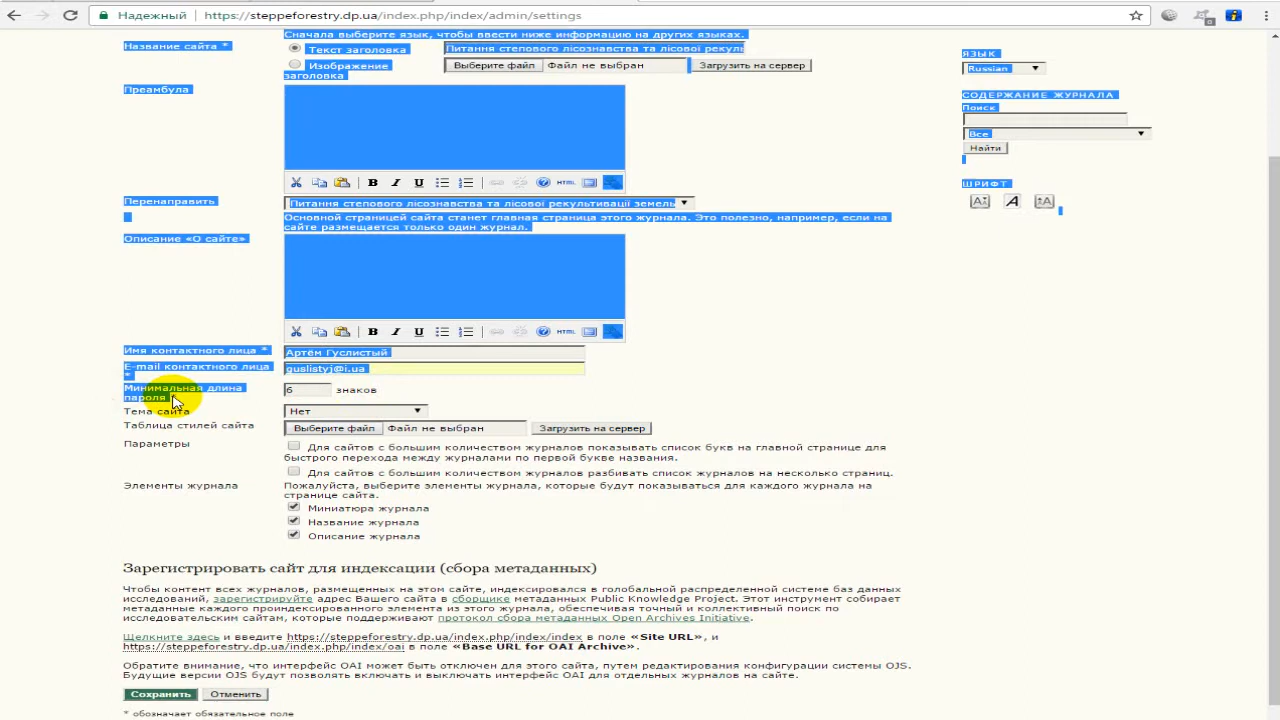 Надежный
https://steppeforestry.dp.ua/index.php/index/admin/settings
Сначала выберите язык, чтобы ввести ниже информацию на других языках.
Название сайта *
Текст заголовка
Питання степового лісознавства та лісової рекуль
Изображение заголовка
Выберите файл
Файл не выбран
Загрузить на сервер
Преамбула
B I U
HTML
Перенаправить
Питання степового лісознавства та лісової рекультивації земель
Основной страницей сайта станет главная страница этого журнала. Это полезно, например, если на
сайте размещается только один журнал.
Описание «О сайте»
B I U
HTML
Имя контактного лица *
Артём Гуслистый
E-mail контактного лица
*
guslistyj@i.ua
Минимальная длина
пароля *
6
знаков
Тема сайта
Нет
Таблица стилей сайта
Выберите файл
Файл не выбран
Загрузить на сервер
Параметры
Для сайтов с большим количеством журналов показывать список букв на главной странице для
быстрого перехода между журналами по первой букве названия.
Для сайтов с большим количеством журналов разбивать список журналов на несколько страниц.
Элементы журнала
Пожалуйста, выберите элементы журнала, которые будут показываться для каждого журнала на
странице сайта.
Миниатюра журнала
Название журнала
Описание журнала
Зарегистрировать сайт для индексации (сбора метаданных)
Чтобы контент всех журналов, размещенных на этом сайте, индексировался в голобальной распределенной системе баз данных
исследований, зарегистрируйте адрес Вашего сайта в сборщике метаданных Public Knowledge Project. Этот инструмент собирает
метаданные каждого проиндексированного элемента из этого журнала, обеспечивая точный и коллективный поиск по
исследовательским сайтам, которые поддерживают протокол сбора метаданных Open Archives Initiative.
Щелкните здесь и введите https://steppeforestry.dp.ua/index.php/index/index в поле «Site URL», и
https://steppeforestry.dp.ua/index.php/index/oai в поле «Base URL for OAI Archive».
Обратите внимание, что интерфейс OAI может быть отключен для этого сайта, путем редактирования конфигурации системы OJS.
Будущие версии OJS будут позволять включать и выключать интерфейс OAI для отдельных журналов на сайте.
Сохранить
Отменить
* обозначает обязательное поле
ЯЗЫК
Russian
СОДЕРЖАНИЕ ЖУРНАЛА
Поиск
Все
Найти
ШРИФТ
A A A